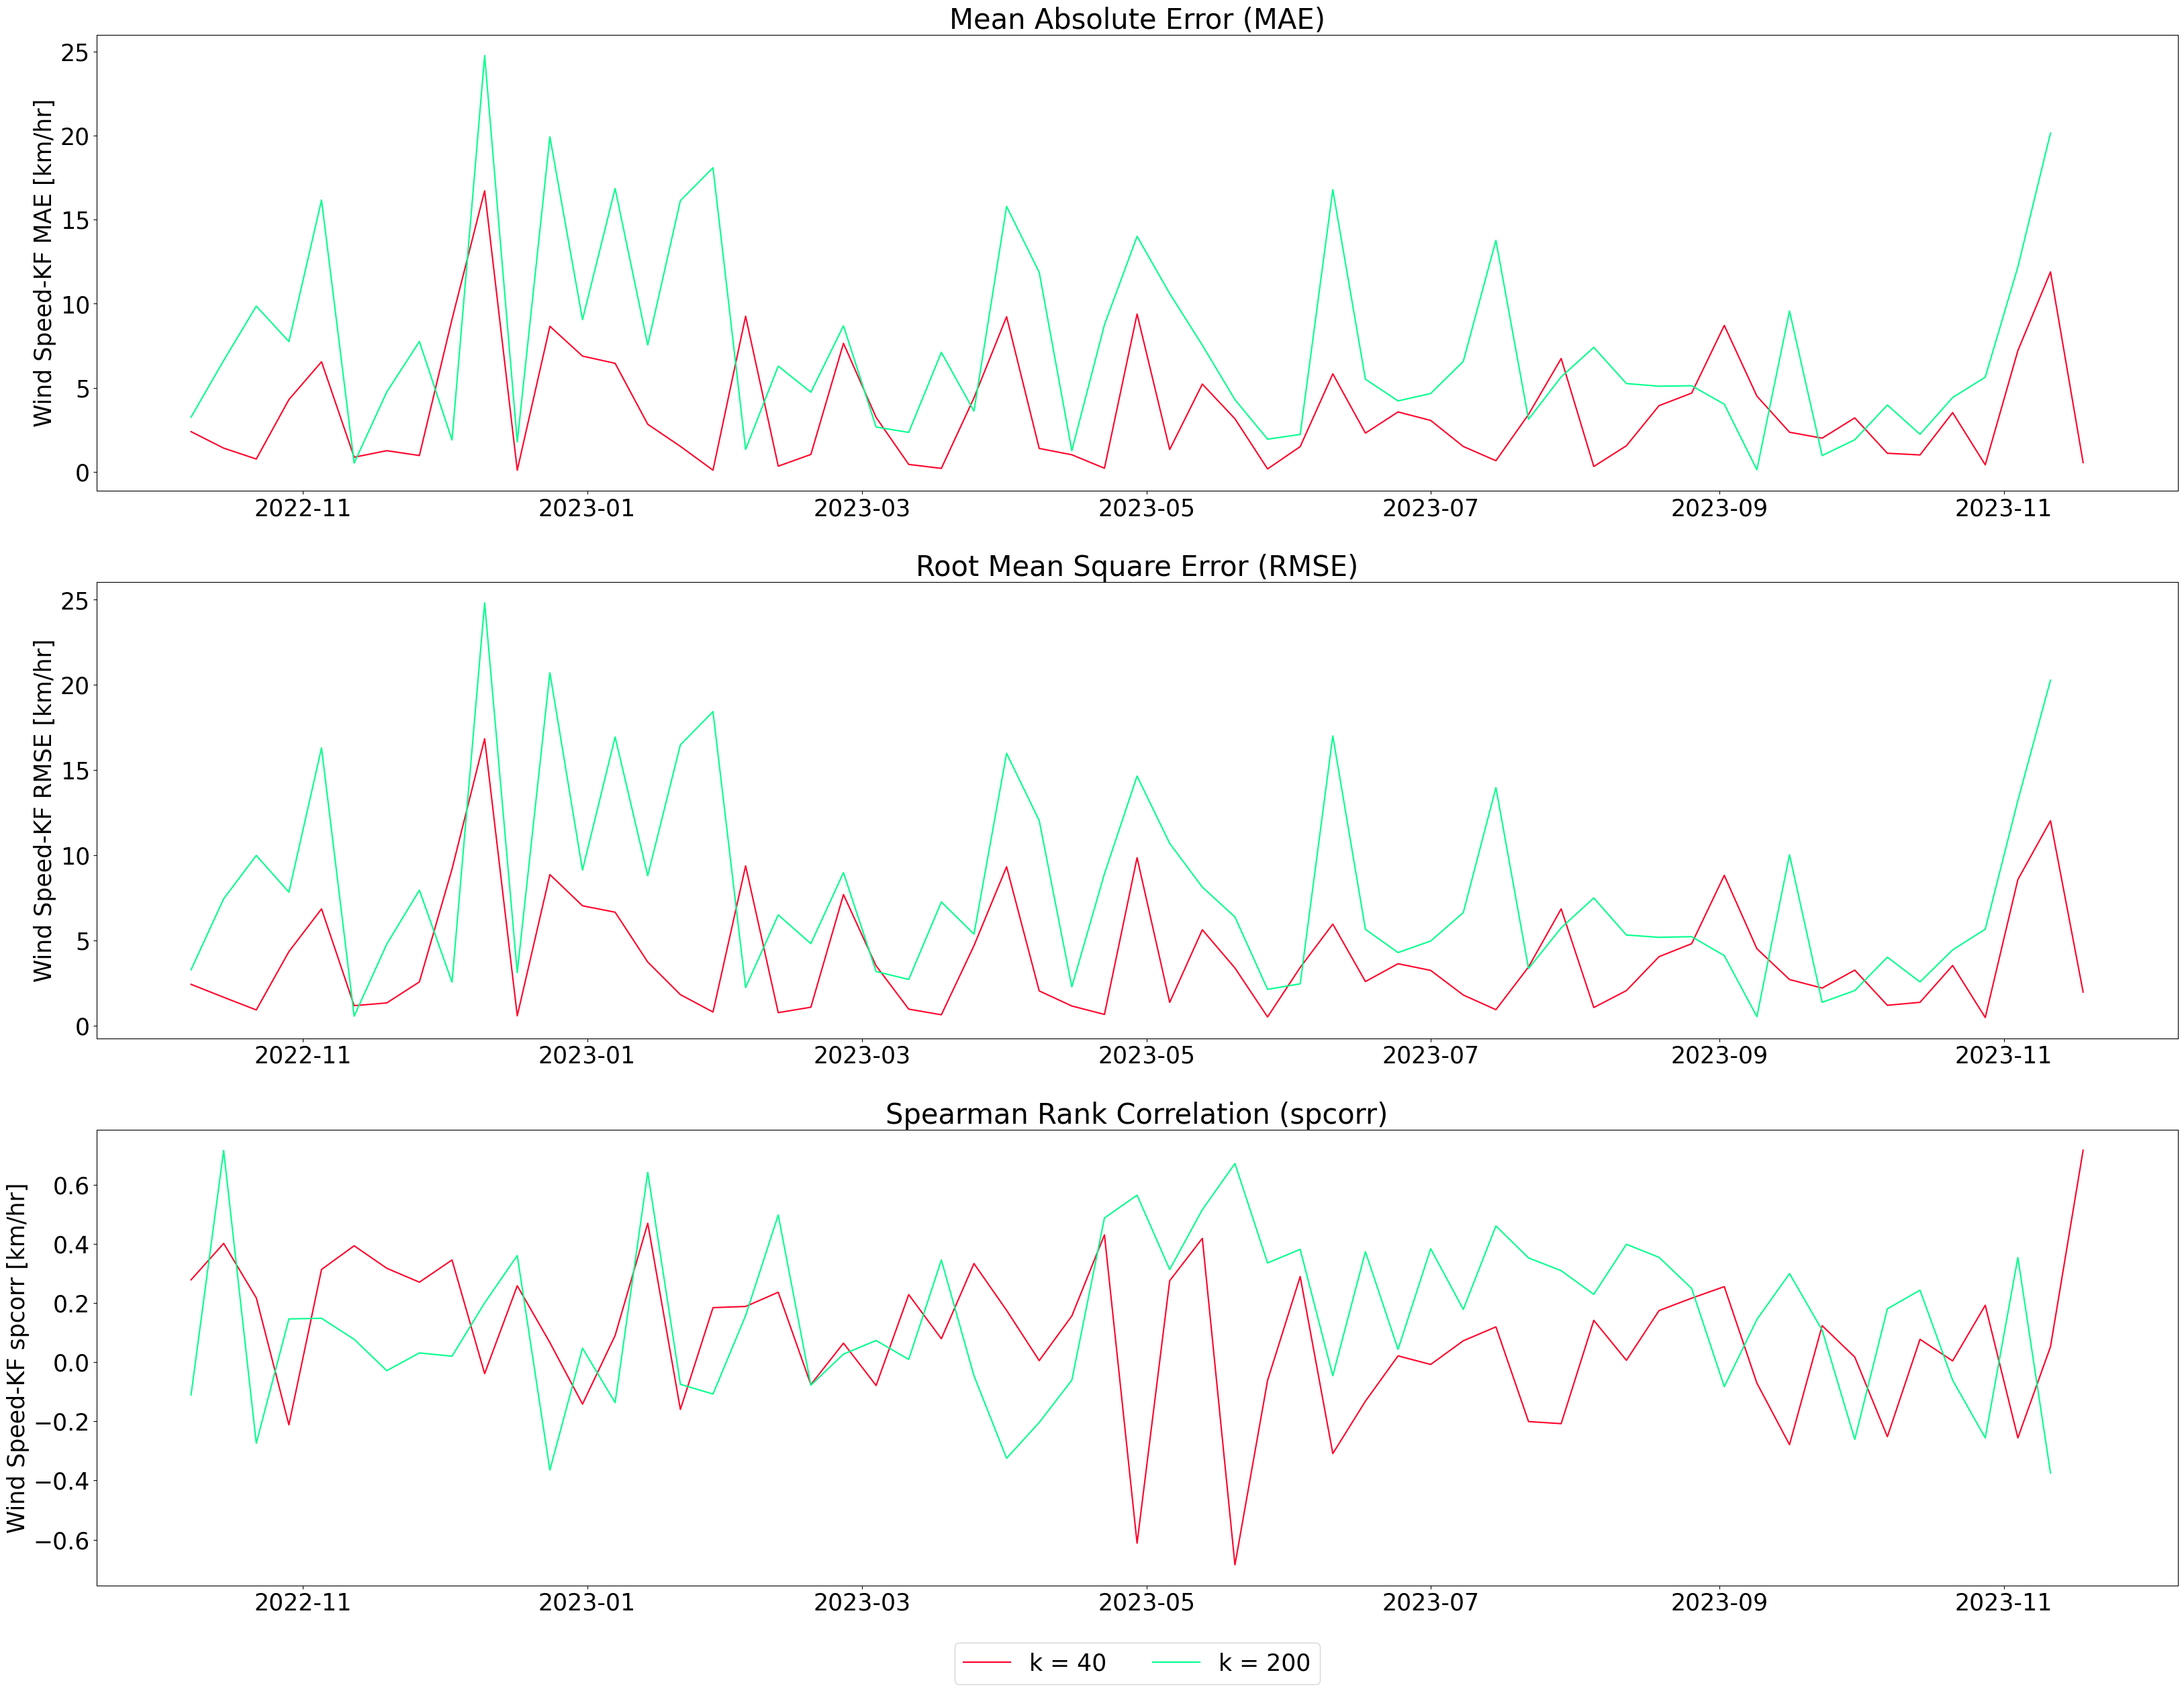 Mean Absolute Error (MAE)
Wind Speed-KF MAE [km/hr]
25
20
15
10
5
0
2022-11 2023-01 2023-03 2023-05 2023-07 2023-09 2023-11
Root Mean Square Error (RMSE)
Wind Speed-KF RMSE [km/hr]
25
20
15
10
5
0
2022-11 2023-01 2023-03 2023-05 2023-07 2023-09 2023-11
Spearman Rank Correlation (spcorr)
Wind Speed-KF spcorr [km/hr]
0.6
0.4
0.2
0.0
−0.2
−0.4
−0.6
2022-11 2023-01 2023-03 2023-05 2023-07 2023-09 2023-11
k = 40 k = 200